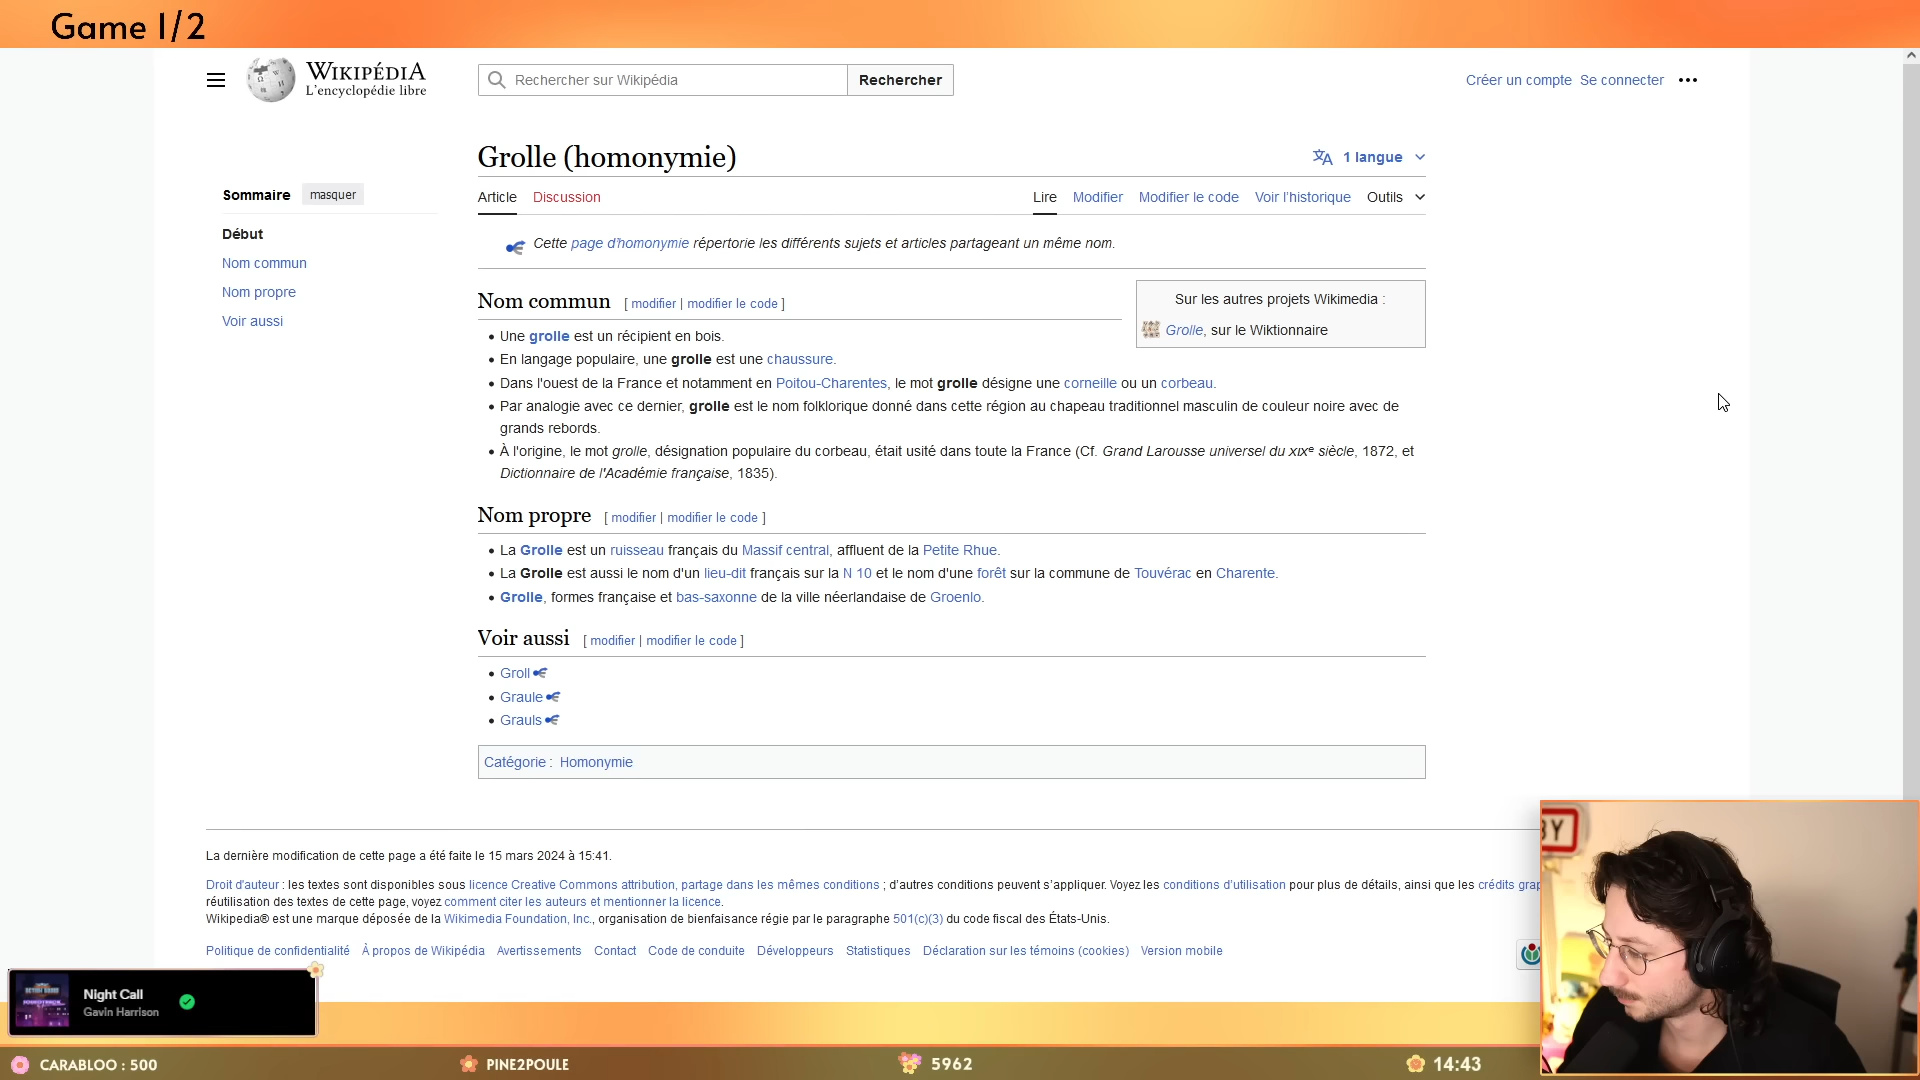 Game 1/2
WIKIPÉDIA
L'encyclopédie libre
Rechercher sur Wikipédia
Rechercher
Créer un compte Se connecter
Grolle (homonymie)
1 langue
Sommaire masquer
Article Discussion
Lire Modifier Modifier le code Voir l'historique Outils
Début
Nom commun
Nom propre
Voir aussi
Cette page d'homonymie répertorie les différents sujets et articles partageant un même nom.
Nom commun [ modifier | modifier le code ]
Sur les autres projets Wikimedia :
Grolle, sur le Wiktionnaire
• Une grolle est un récipient en bois.
• En langage populaire, une grolle est une chaussure.
• Dans l'ouest de la France et notamment en Poitou-Charentes, le mot grolle désigne une corneille ou un corbeau.
• Par analogie avec ce dernier, grolle est le nom folklorique donné dans cette région au chapeau traditionnel masculin de couleur noire avec de
grands rebords.
• À l'origine, le mot grolle, désignation populaire du corbeau, était usité dans toute la France (Cf. Grand Larousse universel du XIXe siècle, 1872, et
Dictionnaire de l'Académie française, 1835).
Nom propre [ modifier | modifier le code ]
• La Grolle est un ruisseau français du Massif central, affluent de la Petite Rhue.
• La Grolle est aussi le nom d'un lieu-dit français sur la N 10 et le nom d'une forêt sur la commune de Touvérac en Charente.
• Grolle, formes française et bas-saxonne de la ville néerlandaise de Groenlo.
Voir aussi [ modifier | modifier le code ]
• Groll
• Graule
• Grauls
Catégorie : Homonymie
La dernière modification de cette page a été faite le 15 mars 2024 à 15:41.
Droit d'auteur : les textes sont disponibles sous licence Creative Commons attribution, partage dans les mêmes conditions ; d'autres conditions peuvent s'appliquer. Voyez les conditions d'utilisation pour plus de détails, ainsi que les crédits
réutilisation des textes de cette page, voyez comment citer les auteurs et mentionner la licence.
Wikipedia® est une marque déposée de la Wikimedia Foundation, Inc., organisation de bienfaisance régie par le paragraphe 501(c)(3) du code fiscal des États-Unis.
Politique de confidentialité À propos de Wikipédia Avertissements Contact Code de conduite Développeurs Statistiques Déclaration sur les témoins (cookies) Version mobile
Night Call
Gavin Harrison
CARABLOO : 500
PINE2POULE
5962
14:43